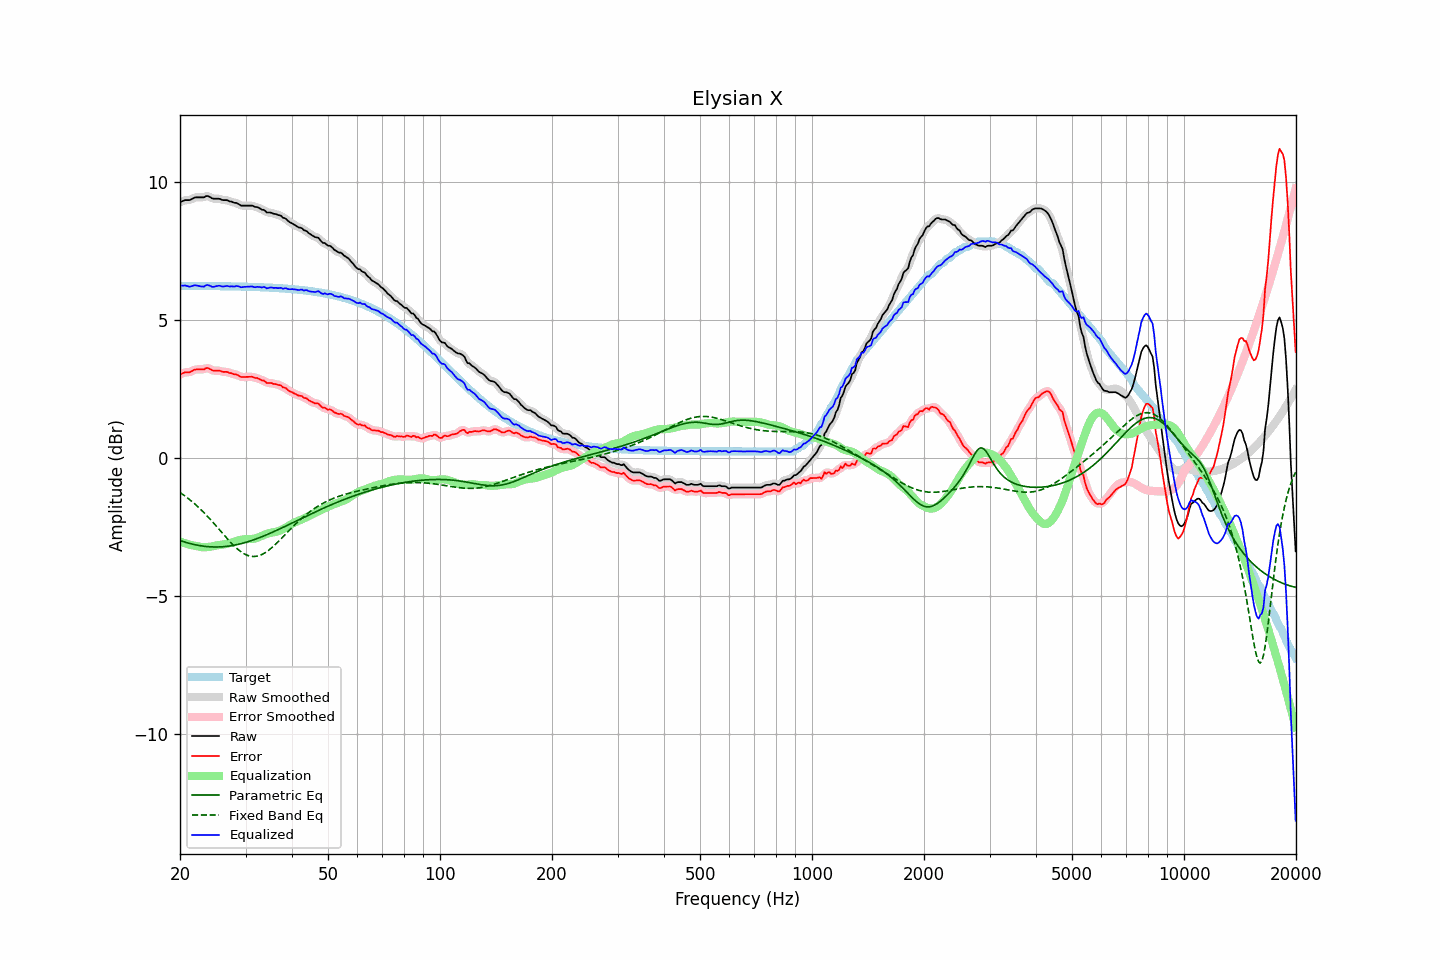 Elysian X
Amplitude (dBr)
10
5
0
−5
−10
Target
Raw Smoothed
Error Smoothed
Raw
Error
Equalization
Parametric Eq
Fixed Band Eq
Equalized
20 50 100 200 500 1000 2000 5000 10000 20000
Frequency (Hz)